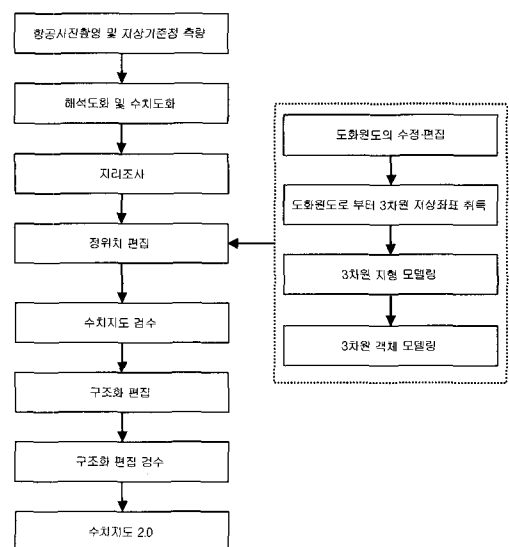 항공사진촬영 및 지상기준점 측량
해석도화 및 수치도화
지리조사
정위치 편집
수치지도 검수
구조화 편집
구조화 편집 검수
수치지도 2.0
도화원도의 수정·편집
도화원도로 부터 3차원 지상좌표 취득
3차원 지형 모델링
3차원 객체 모델링